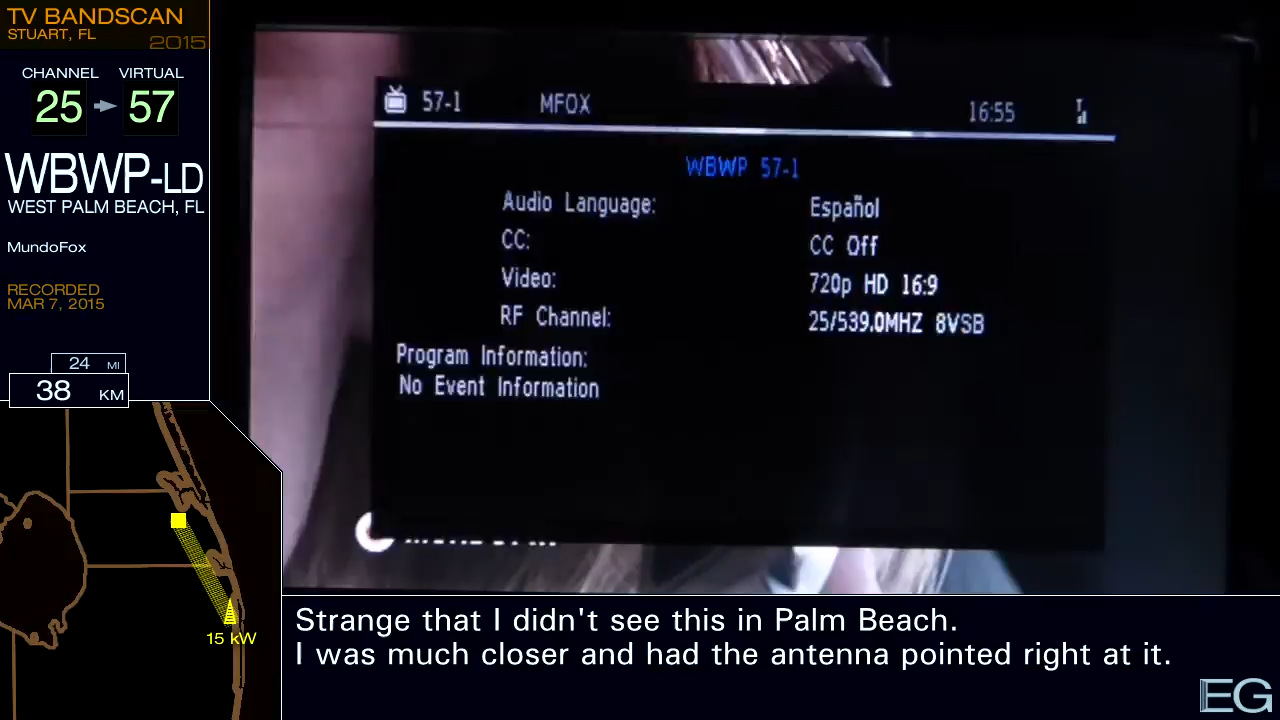 TV BANDSCAN
STUART, FL
2015
CHANNEL VIRTUAL
25 57
WBWP-LD
WEST PALM BEACH, FL
MundoFox
RECORDED
MAR 7, 2015
24 MI
38 KM
15 kW
57-1 MFOX 16:55
WBWP 57-1
Audio Language: Español
CC: CC Off
Video: 720p HD 16:9
RF Channel: 25/539.0MHZ 8VSB
Program Information:
No Event Information
Strange that I didn't see this in Palm Beach.
I was much closer and had the antenna pointed right at it.
EG